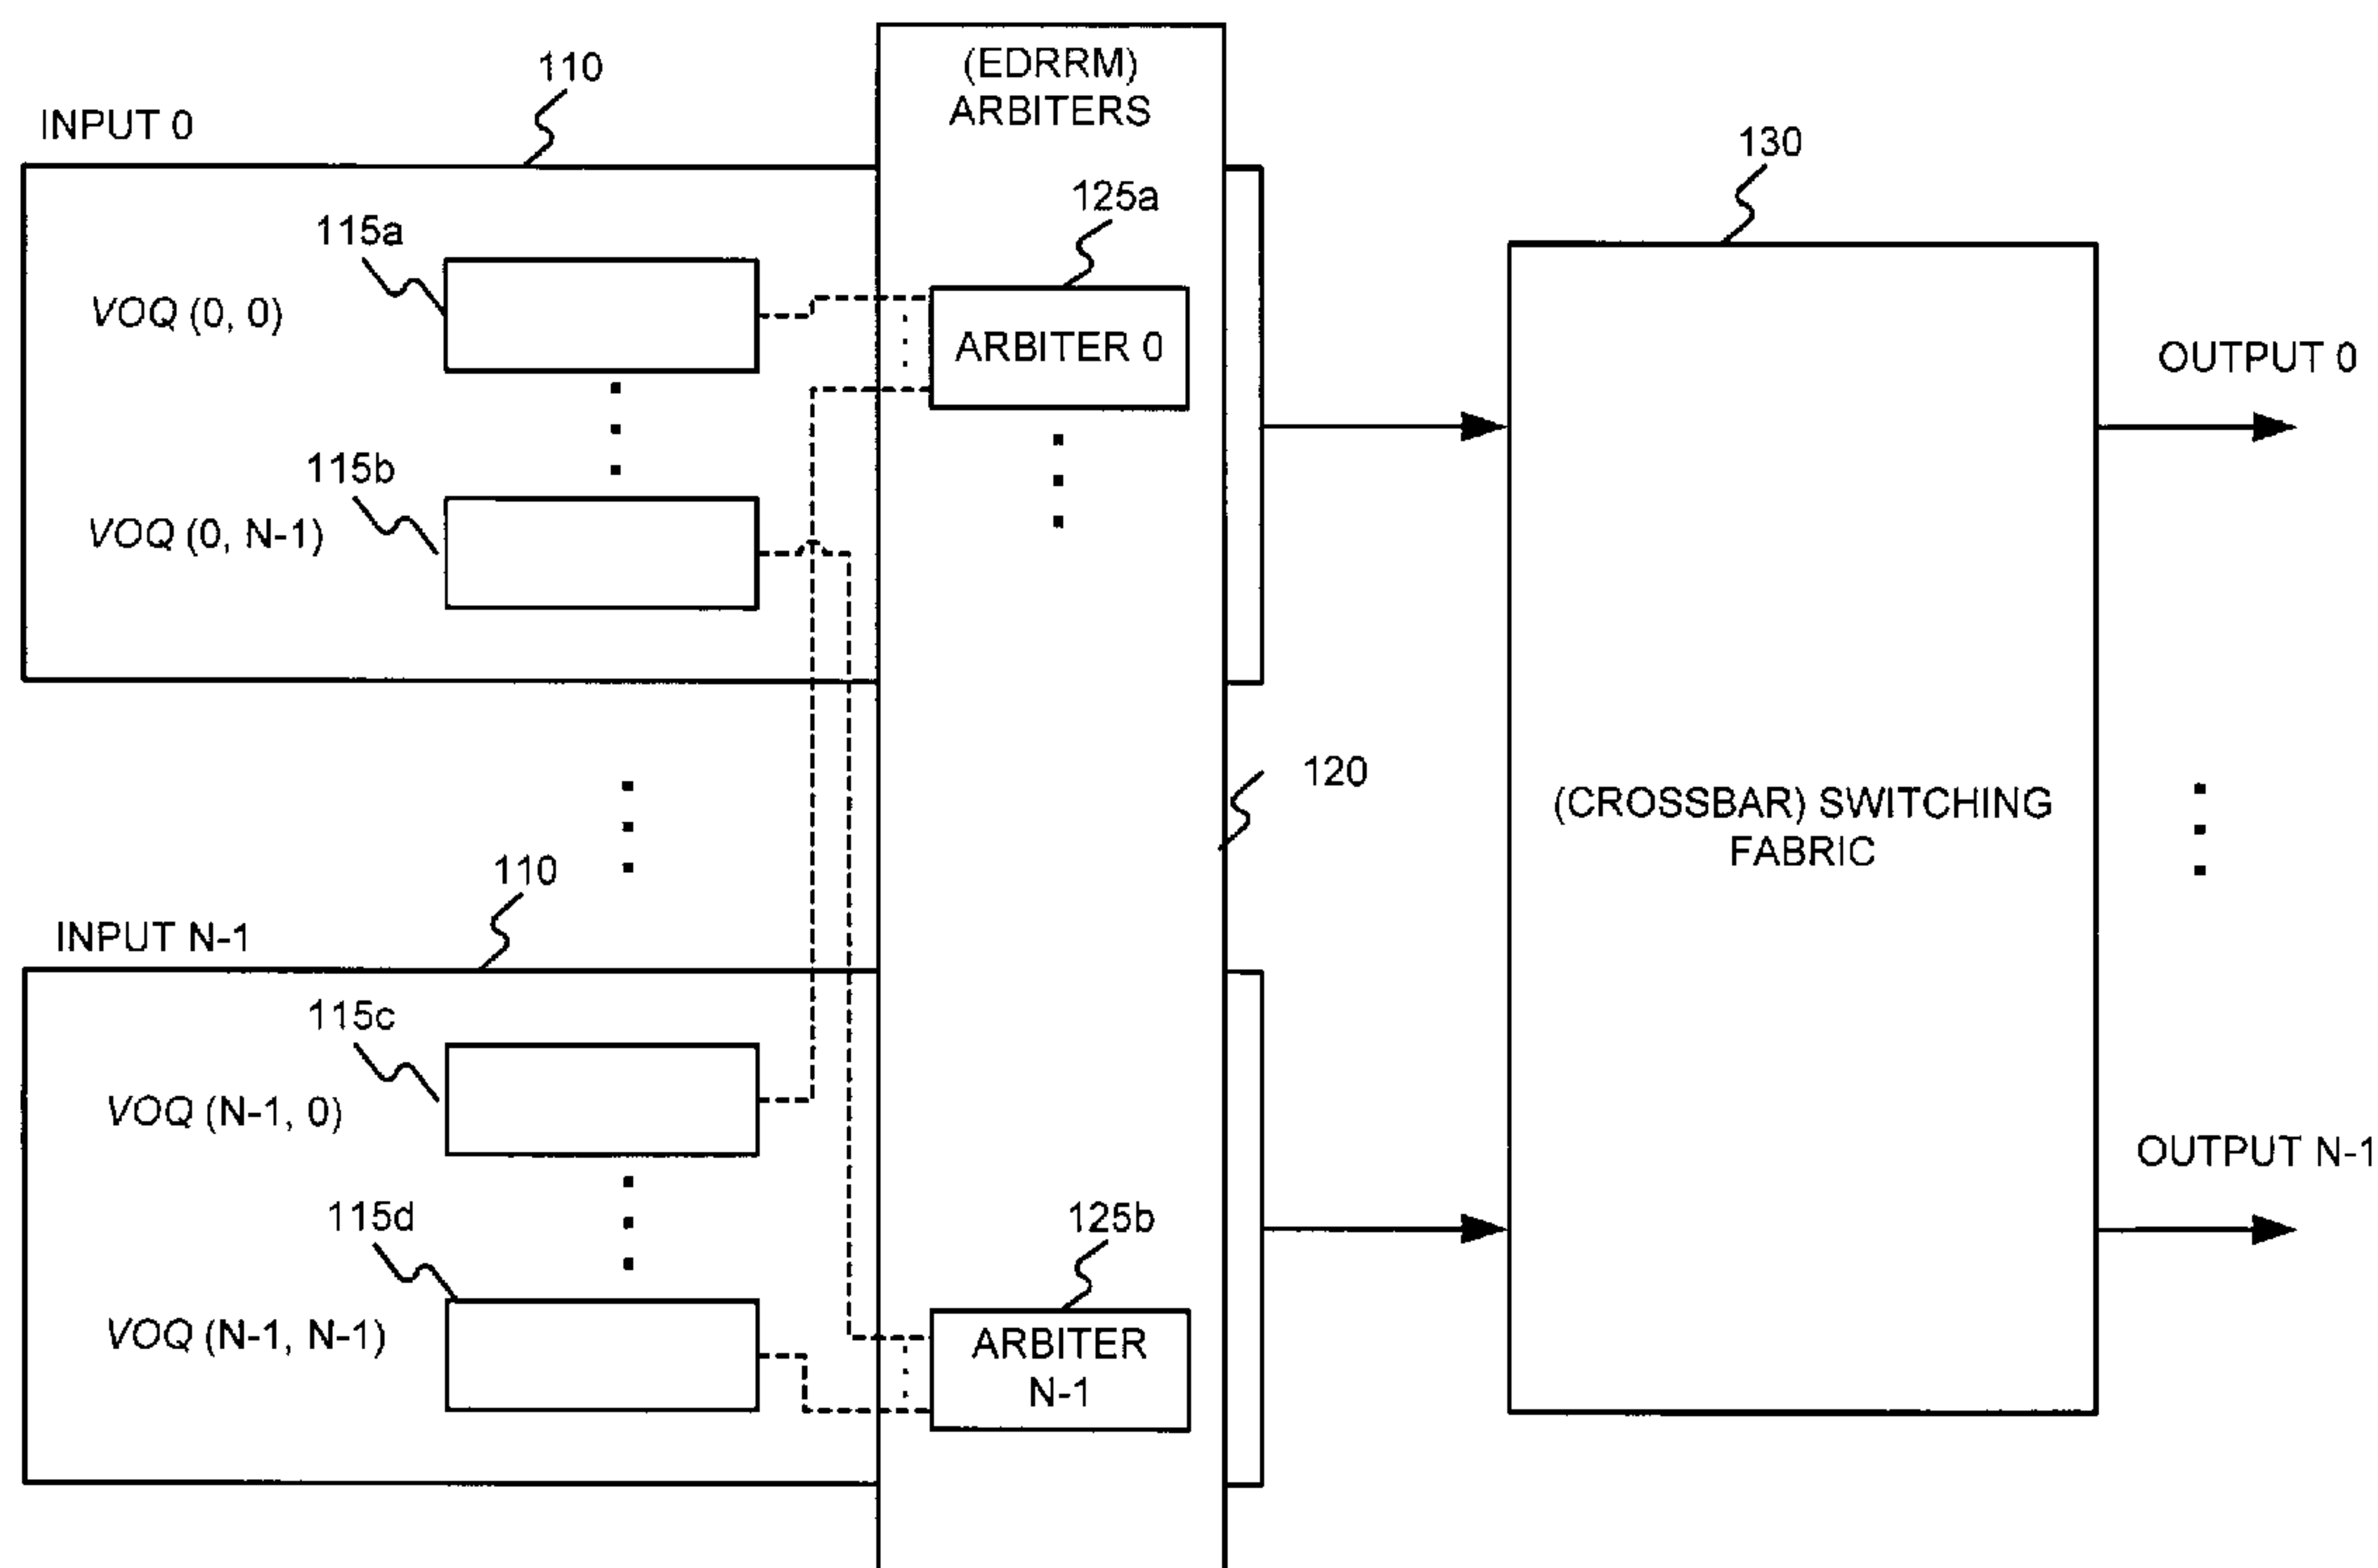 (EDRRM)
ARBITERS
110
INPUT 0
130
125a
115a
VOQ (0, 0)
ARBITER 0
OUTPUT 0
115b
VOQ (0, N-1)
120
(CROSSBAR) SWITCHING
FABRIC
110
INPUT N-1
115c
VOQ (N-1, 0)
OUTPUT N-1
115d
125b
VOQ (N-1, N-1)
ARBITER
N-1